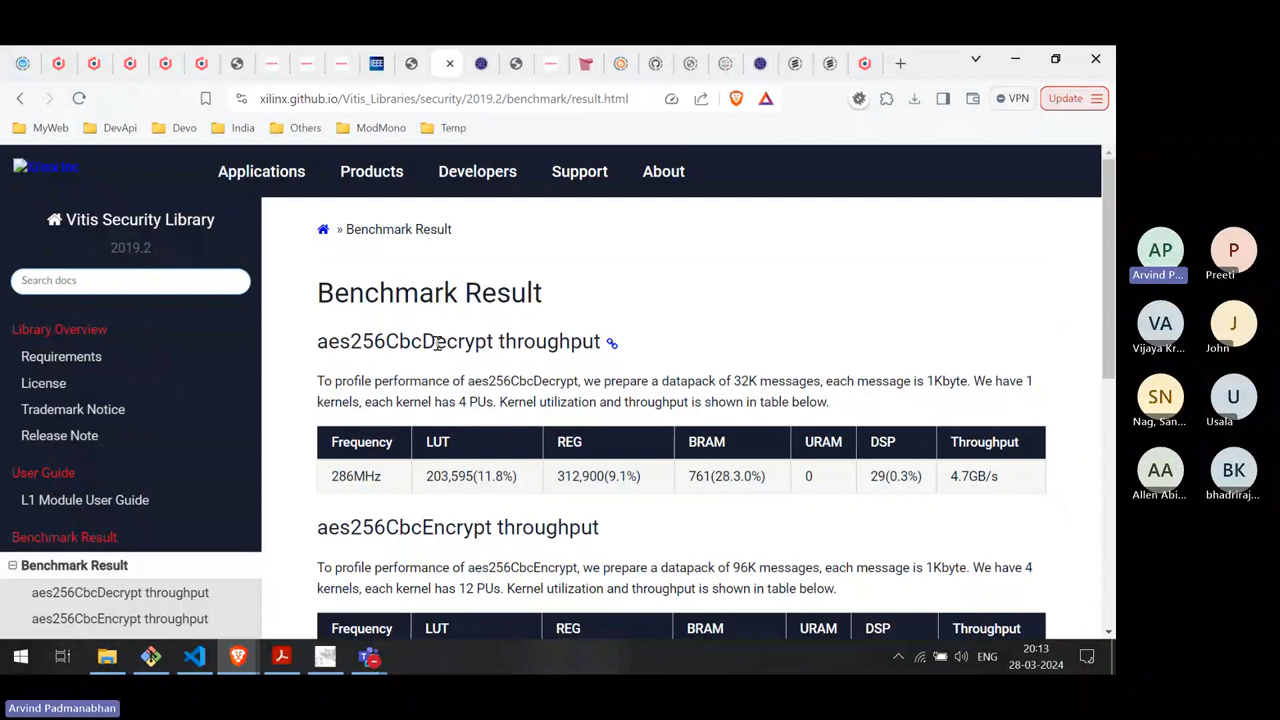 xilinx.github.io/Vitis_Libraries/security/2019.2/benchmark/result.html
VPN
Update
MyWeb
DevApi
Devo
India
Others
ModMono
Temp
Xilinx Inc
Applications
Products
Developers
Support
About
Vitis Security Library
2019.2
Search docs
Library Overview
Requirements
License
Trademark Notice
Release Note
User Guide
L1 Module User Guide
Benchmark Result
Benchmark Result
aes256CbcDecrypt throughput
aes256CbcEncrypt throughput
» Benchmark Result
Benchmark Result
aes256CbcDecrypt throughput
To profile performance of aes256CbcDecrypt, we prepare a datapack of 32K messages, each message is 1Kbyte. We have 1
kernels, each kernel has 4 PUs. Kernel utilization and throughput is shown in table below.
Frequency LUT REG BRAM URAM DSP Throughput
286MHz 203,595(11.8%) 312,900(9.1%) 761(28.3.0%) 0 29(0.3%) 4.7GB/s
aes256CbcEncrypt throughput
To profile performance of aes256CbcEncrypt, we prepare a datapack of 96K messages, each message is 1Kbyte. We have 4
kernels, each kernel has 12 PUs. Kernel utilization and throughput is shown in table below.
Frequency LUT REG BRAM URAM DSP Throughput
ENG
20:13
28-03-2024
AP
Arvind P...
P
Preeti
VA
Vijaya Kr...
J
John
SN
Nag, San...
U
Usala
AA
Allen Abi...
BK
bhadriraj...
Arvind Padmanabhan